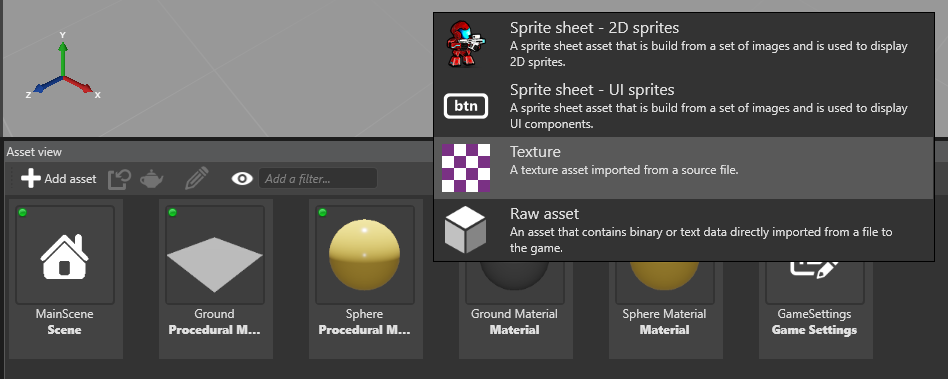 Y
Z
X
Sprite sheet - 2D sprites
A sprite sheet asset that is build from a set of images and is used to display
2D sprites.
btn
Sprite sheet - UI sprites
A sprite sheet asset that is build from a set of images and is used to display
UI components.
Texture
A texture asset imported from a source file.
Raw asset
An asset that contains binary or text data directly imported from a file to
the game.
Asset view
Add asset
Add a filter...
MainScene
Scene
Ground
Procedural M...
Sphere
Procedural M...
Ground Material
Material
Sphere Material
Material
GameSettings
Game Settings